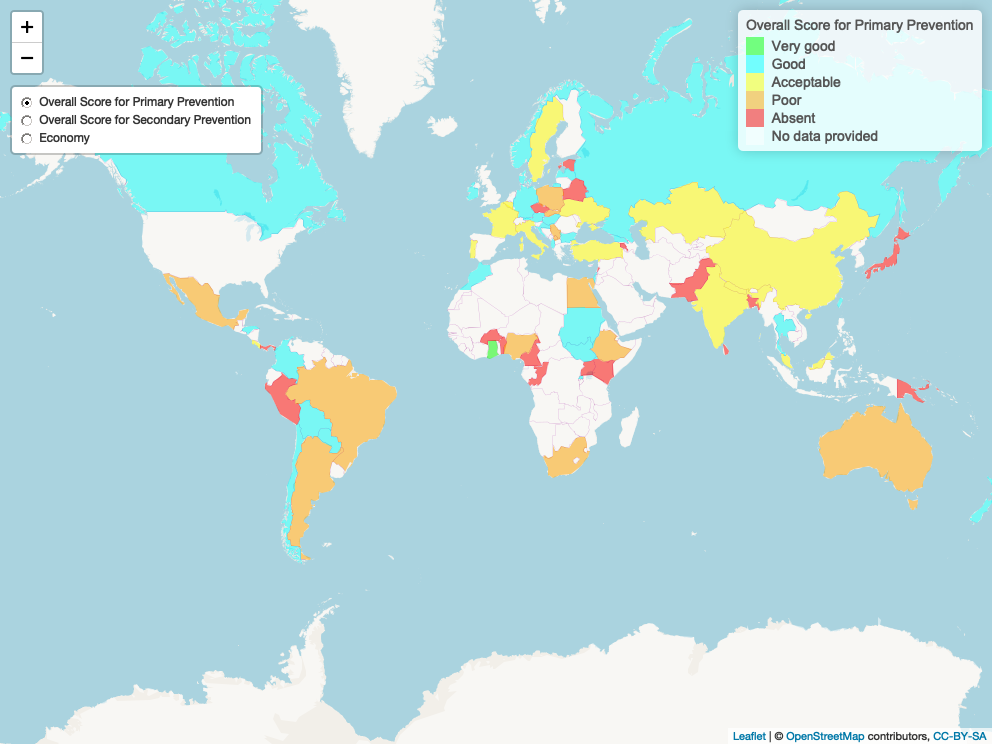 +
−
Overall Score for Primary Prevention
Overall Score for Secondary Prevention
Economy
Overall Score for Primary Prevention
Very good
Good
Acceptable
Poor
Absent
No data provided
Leaflet | © OpenStreetMap contributors, CC-BY-SA